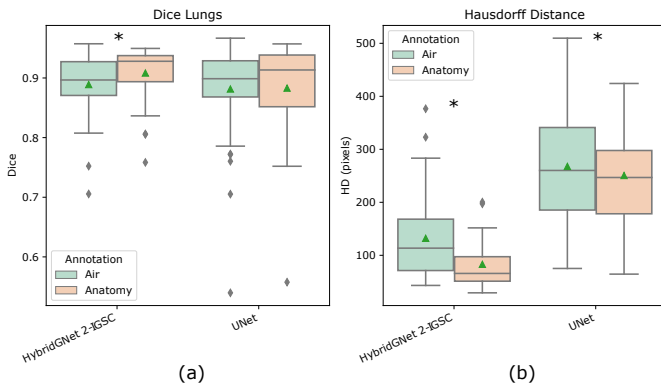 Dice Lungs
*
Dice
0.9
0.8
0.7
0.6
Annotation
Air
Anatomy
HybridGNet 2-IGSC
UNet
(a)
Hausdorff Distance
Annotation
Air
Anatomy
*
*
HD (pixels)
500
400
300
200
100
HybridGNet 2-IGSC
UNet
(b)